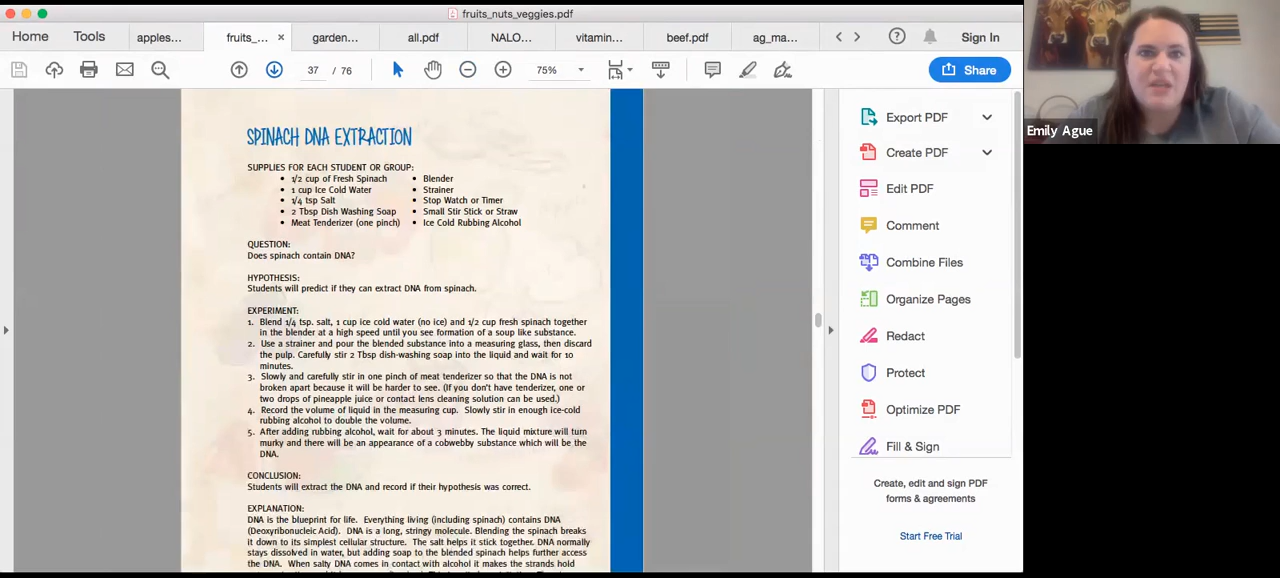 fruits_nuts_veggies.pdf
Home Tools apples... fruits_... × garden... all.pdf NALO... vitamin... beef.pdf ag_ma... Sign In
37 / 76 75% Share
SPINACH DNA EXTRACTION
SUPPLIES FOR EACH STUDENT OR GROUP:
• 1/2 cup of Fresh Spinach
• 1 cup Ice Cold Water
• 1/4 tsp Salt
• 2 Tbsp Dish Washing Soap
• Meat Tenderizer (one pinch)
• Blender
• Strainer
• Stop Watch or Timer
• Small Stir Stick or Straw
• Ice Cold Rubbing Alcohol
QUESTION:
Does spinach contain DNA?
HYPOTHESIS:
Students will predict if they can extract DNA from spinach.
EXPERIMENT:
1. Blend 1/4 tsp. salt, 1 cup ice cold water (no ice) and 1/2 cup fresh spinach together
in the blender at a high speed until you see formation of a soup like substance.
2. Use a strainer and pour the blended substance into a measuring glass, then discard
the pulp. Carefully stir 2 Tbsp dish-washing soap into the liquid and wait for 10
minutes.
3. Slowly and carefully stir in one pinch of meat tenderizer so that the DNA is not
broken apart because it will be harder to see. (If you don't have tenderizer, one or
two drops of pineapple juice or contact lens cleaning solution can be used.)
4. Record the volume of liquid in the measuring cup. Slowly stir in enough ice-cold
rubbing alcohol to double the volume.
5. After adding rubbing alcohol, wait for about 3 minutes. The liquid mixture will turn
murky and there will be an appearance of a cobwebby substance which will be the
DNA.
CONCLUSION:
Students will extract the DNA and record if their hypothesis was correct.
EXPLANATION:
DNA is the blueprint for life. Everything living (including spinach) contains DNA
(Deoxyribonucleic Acid). DNA is a long, stringy molecule. Blending the spinach breaks
it down to its simplest cellular structure. The salt helps it stick together. DNA normally
stays dissolved in water, but adding soap to the blended spinach helps further access
the DNA. When salty DNA comes in contact with alcohol it makes the strands hold
Export PDF
Create PDF
Edit PDF
Comment
Combine Files
Organize Pages
Redact
Protect
Optimize PDF
Fill & Sign
Create, edit and sign PDF
forms & agreements
Start Free Trial
Emily Ague